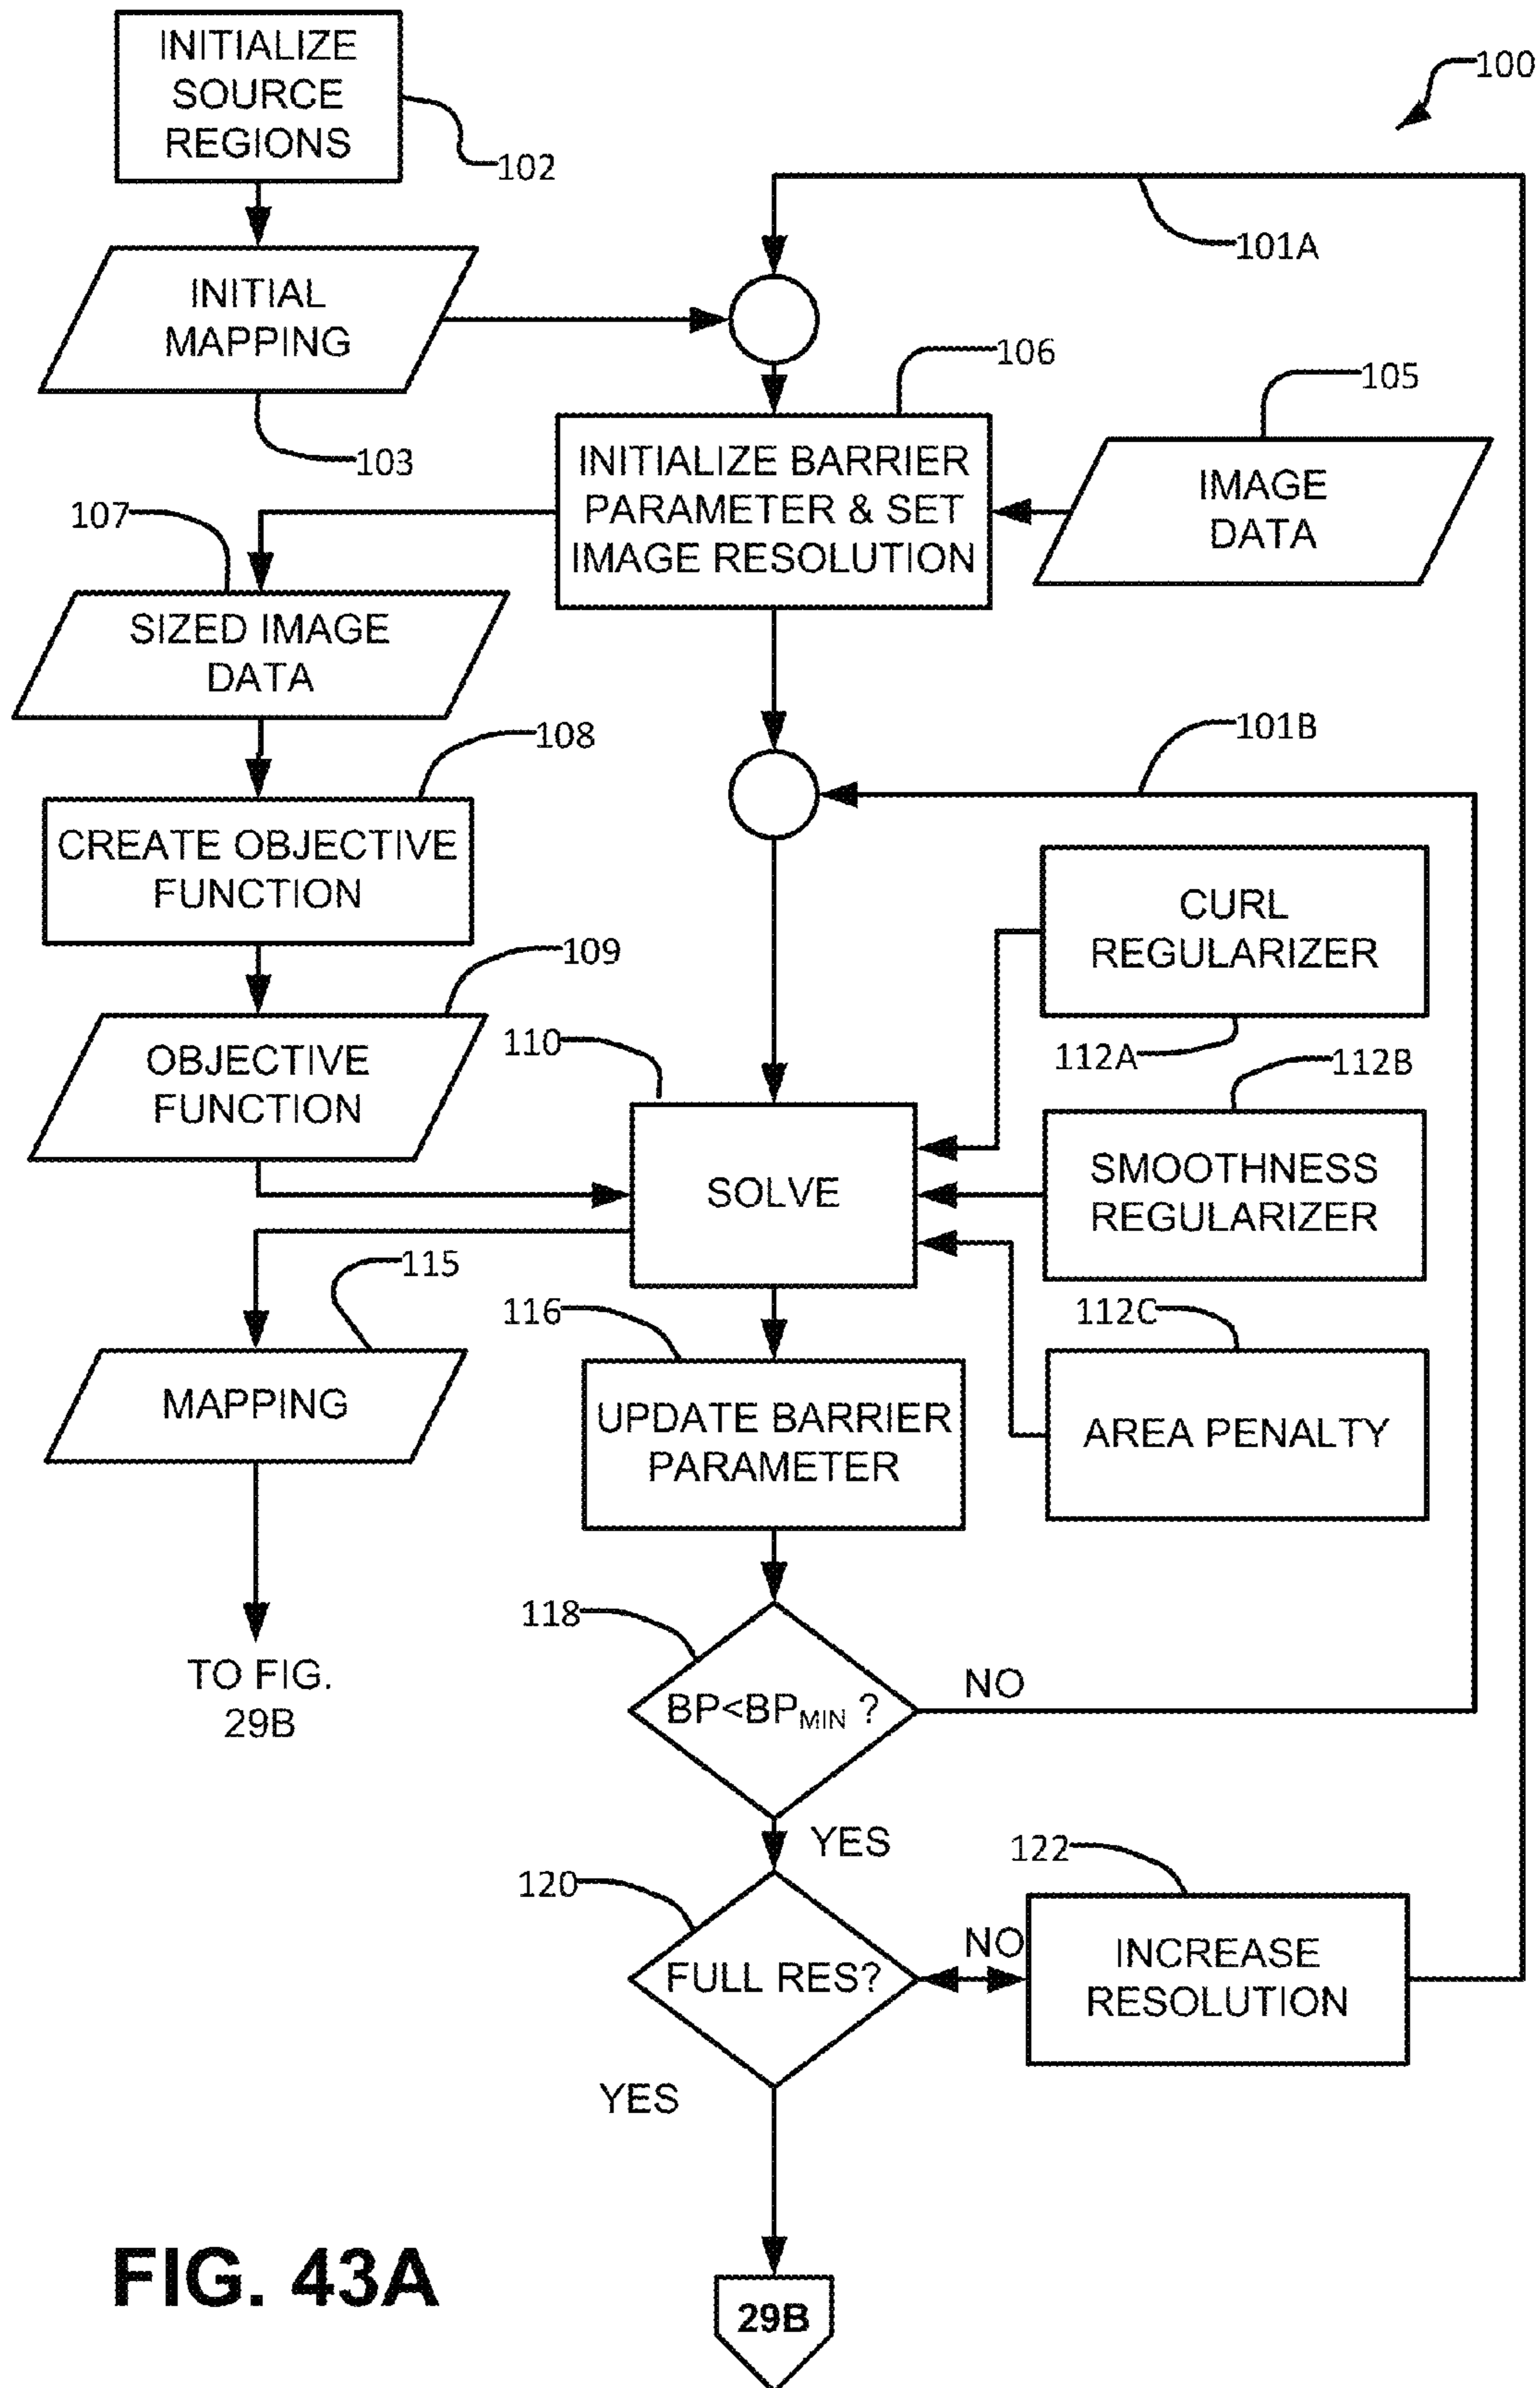 INITIALIZE
SOURCE
REGIONS
102
100
101A
INITIAL
MAPPING
103
106
105
INITIALIZE BARRIER
PARAMETER & SET
IMAGE RESOLUTION
IMAGE
DATA
107
SIZED IMAGE
DATA
108
101B
CREATE OBJECTIVE
FUNCTION
CURL
REGULARIZER
109
110
112A
112B
OBJECTIVE
FUNCTION
SOLVE
SMOOTHNESS
REGULARIZER
115
116
112C
MAPPING
UPDATE BARRIER
PARAMETER
AREA PENALTY
118
TO FIG.
29B
BP<BPMIN ?
NO
YES
122
120
FULL RES?
NO
INCREASE
RESOLUTION
YES
FIG. 43A
29B